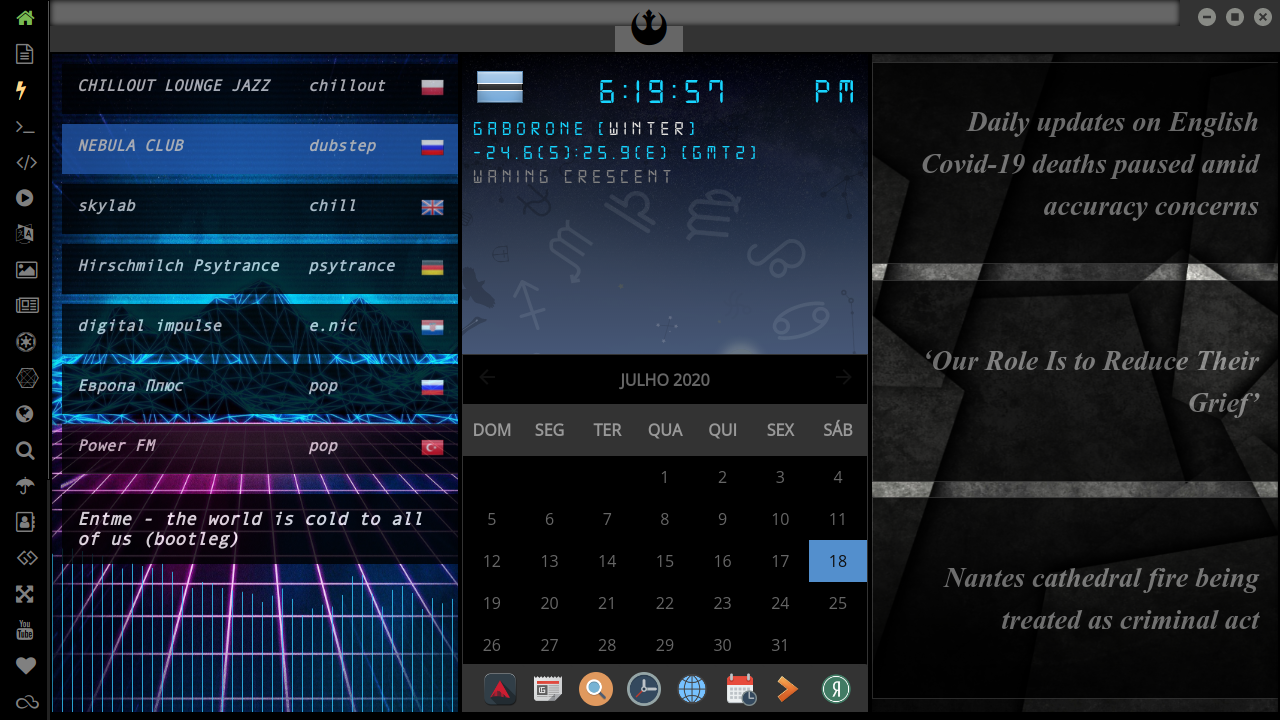 CHILLOUT LOUNGE JAZZ chillout
NEBULA CLUB dubstep
skylab chill
Hirschmilch Psytrance psytrance
digital impulse e.nic
Европа Плюс pop
Power FM pop
Entme - the world is cold to all
of us (bootleg)
6:19:57 PM
GABORONE (WINTER)
-24.6(S):25.9(E) (GMT2)
WANING CRESCENT
JULHO 2020
DOM SEG TER QUA QUI SEX SÁB
1 2 3 4
5 6 7 8 9 10 11
12 13 14 15 16 17 18
19 20 21 22 23 24 25
26 27 28 29 30 31
Я
Daily updates on English
Covid-19 deaths paused amid
accuracy concerns
‘Our Role Is to Reduce Their
Grief’
Nantes cathedral fire being
treated as criminal act
You
Tube